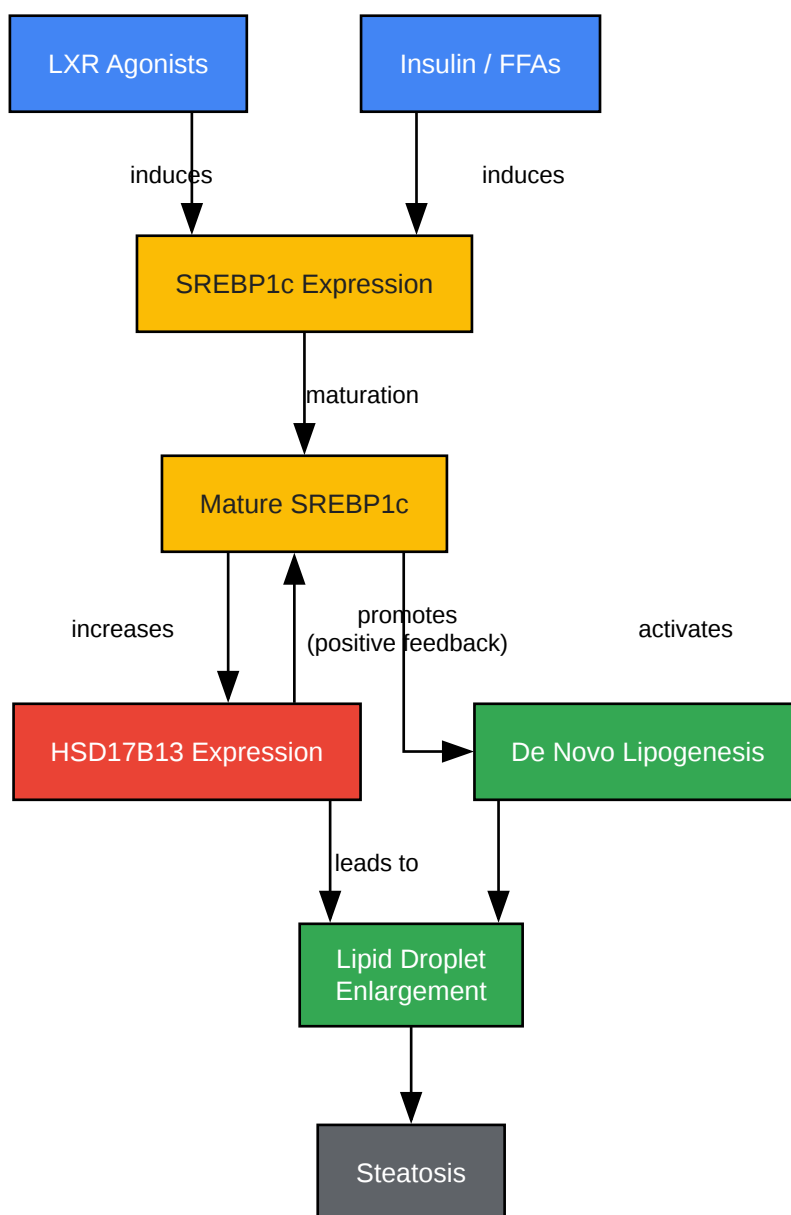 LXR Agonists
Insulin / FFAs
induces
induces
SREBP1c Expression
maturation
Mature SREBP1c
increases
promotes
(positive feedback)
activates
HSD17B13 Expression
De Novo Lipogenesis
leads to
Lipid Droplet
Enlargement
Steatosis